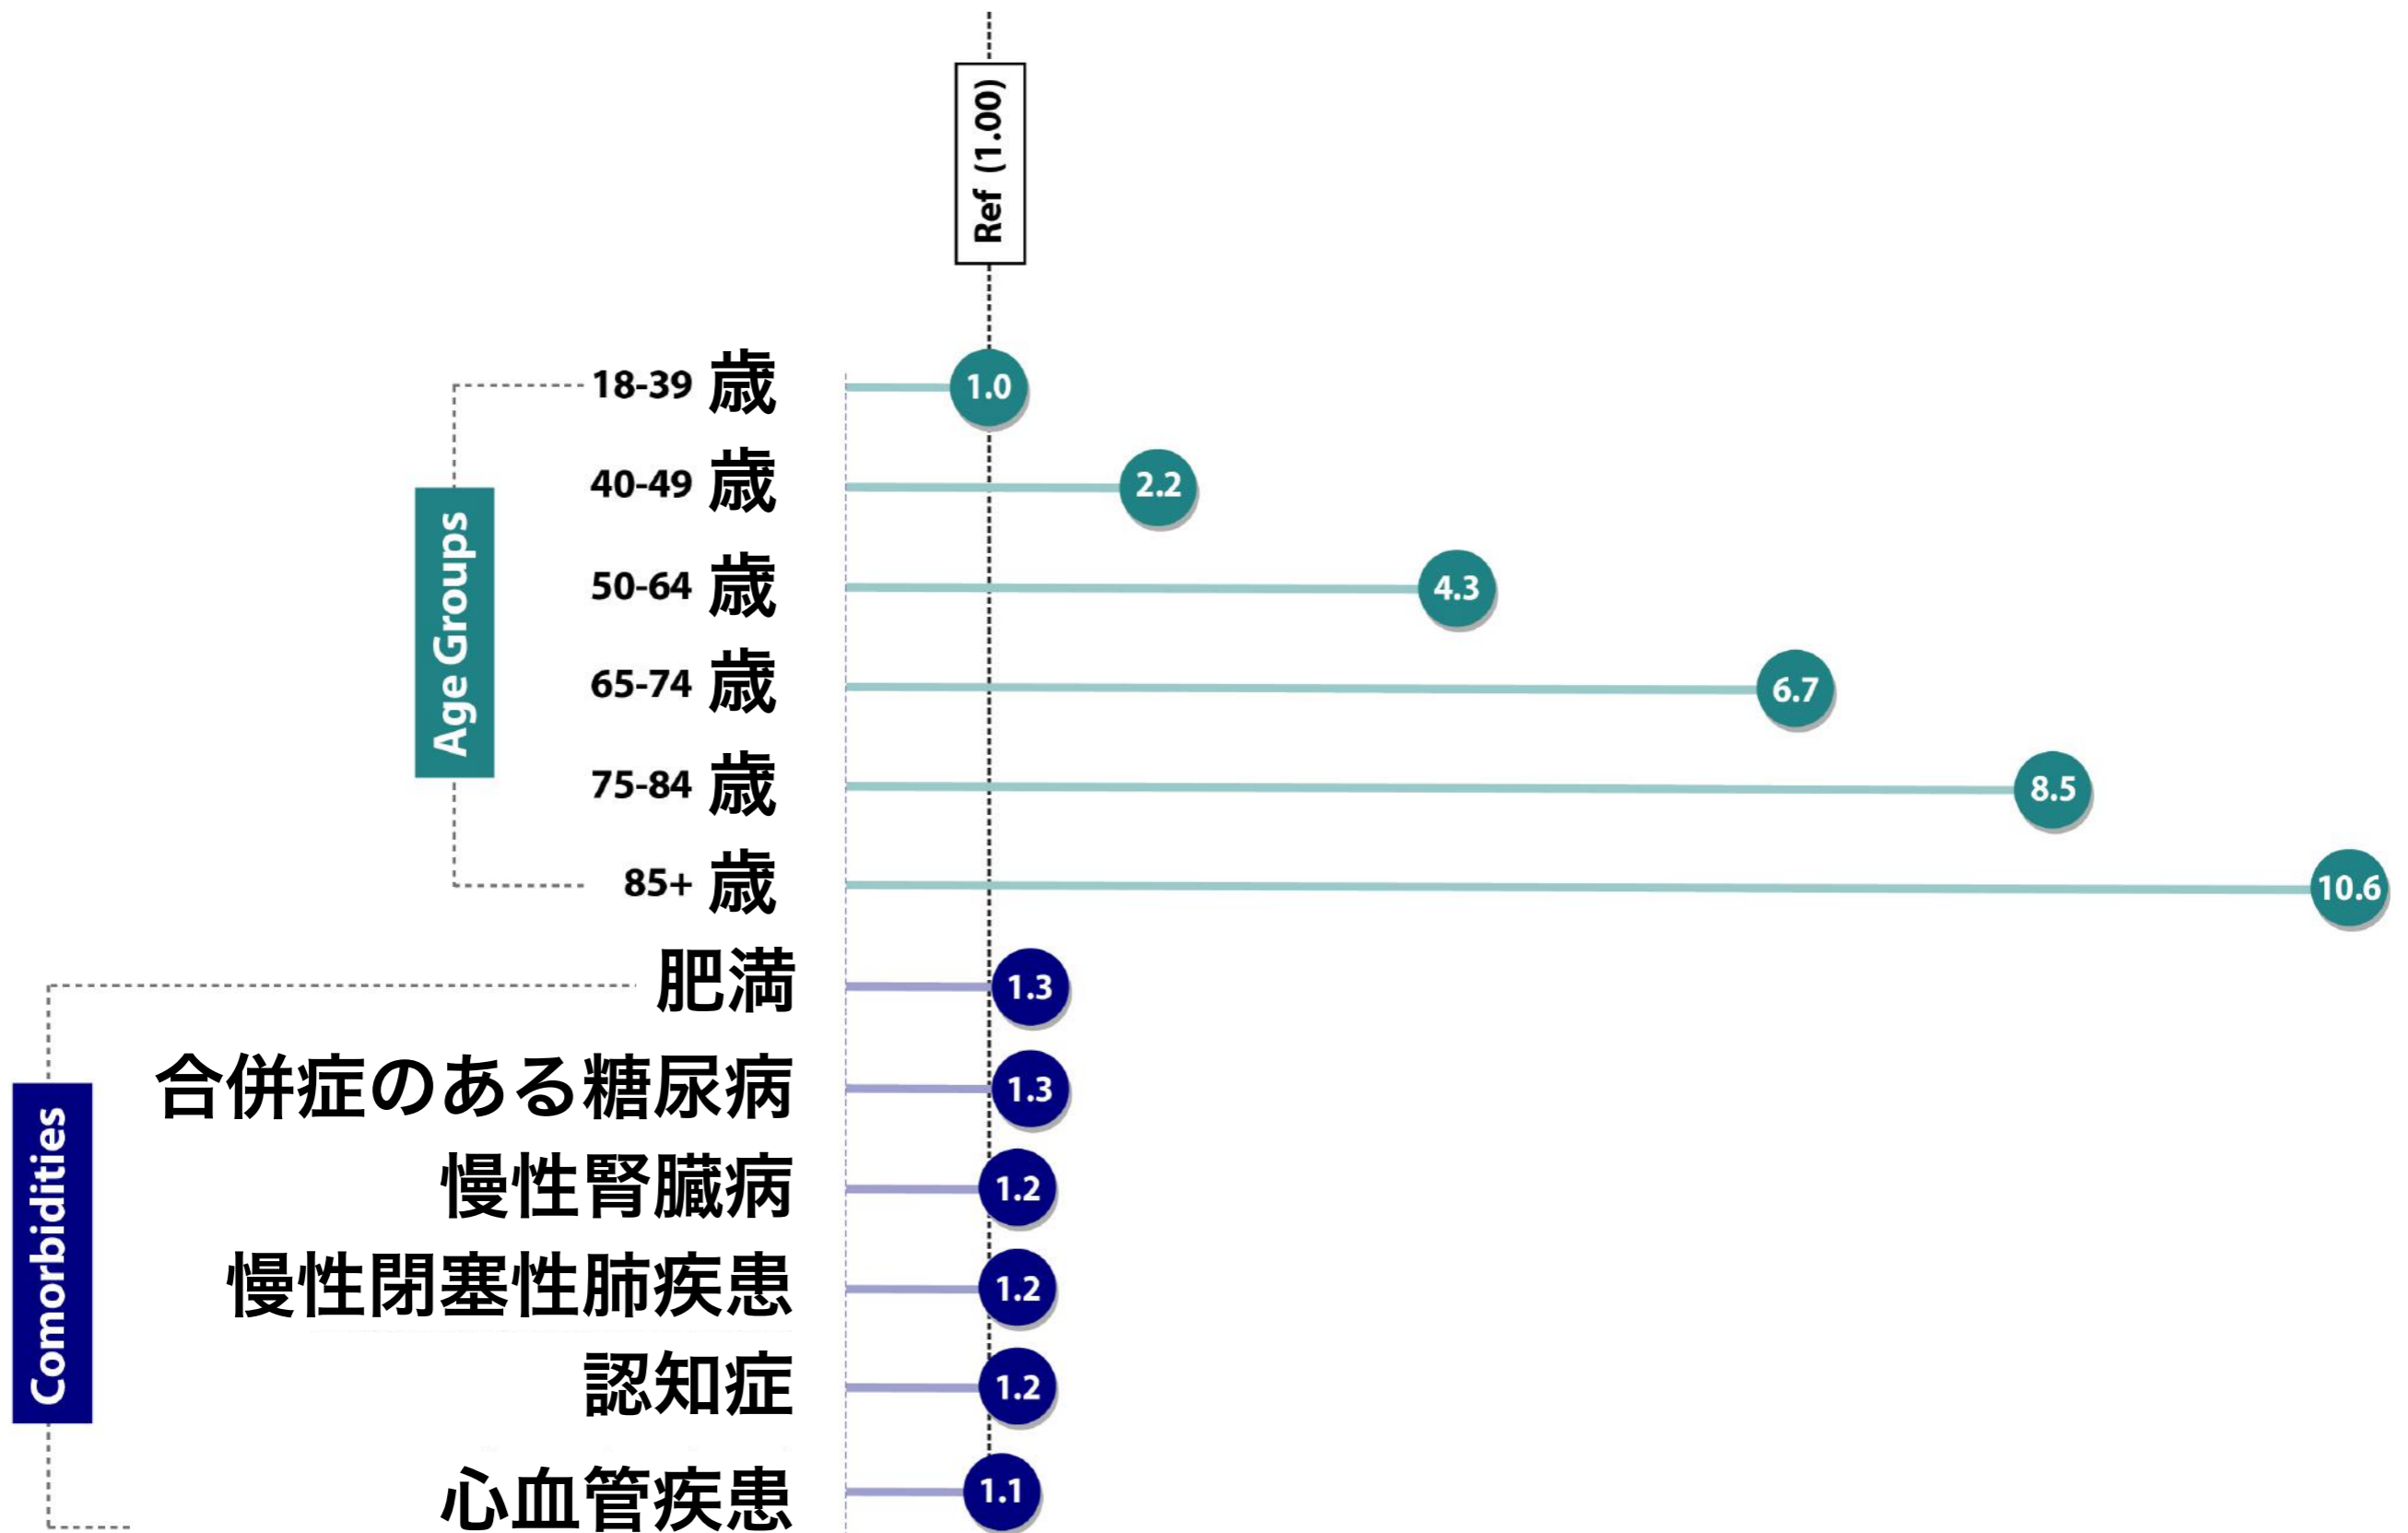 Ref (1.00)
Age Groups
18-39 歳 1.0
40-49 歳 2.2
50-64 歳 4.3
65-74 歳 6.7
75-84 歳 8.5
85+ 歳 10.6
Comorbidities
肥満 1.3
合併症のある糖尿病 1.3
慢性腎臓病 1.2
慢性閉塞性肺疾患 1.2
認知症 1.2
心血管疾患 1.1